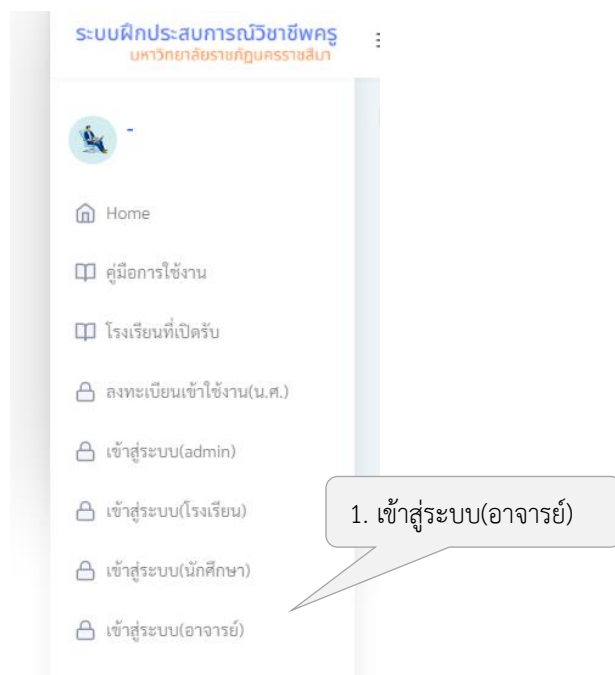 ระบบฝึกประสบการณ์วิชาชีพครู
มหาวิทยาลัยราชภัฏนครราชสีมา
-
Home
คู่มือการใช้งาน
โรงเรียนที่เปิดรับ
ลงทะเบียนเข้าใช้งาน(น.ศ.)
เข้าสู่ระบบ(admin)
เข้าสู่ระบบ(โรงเรียน)
1. เข้าสู่ระบบ(อาจารย์)
เข้าสู่ระบบ(นักศึกษา)
เข้าสู่ระบบ(อาจารย์)